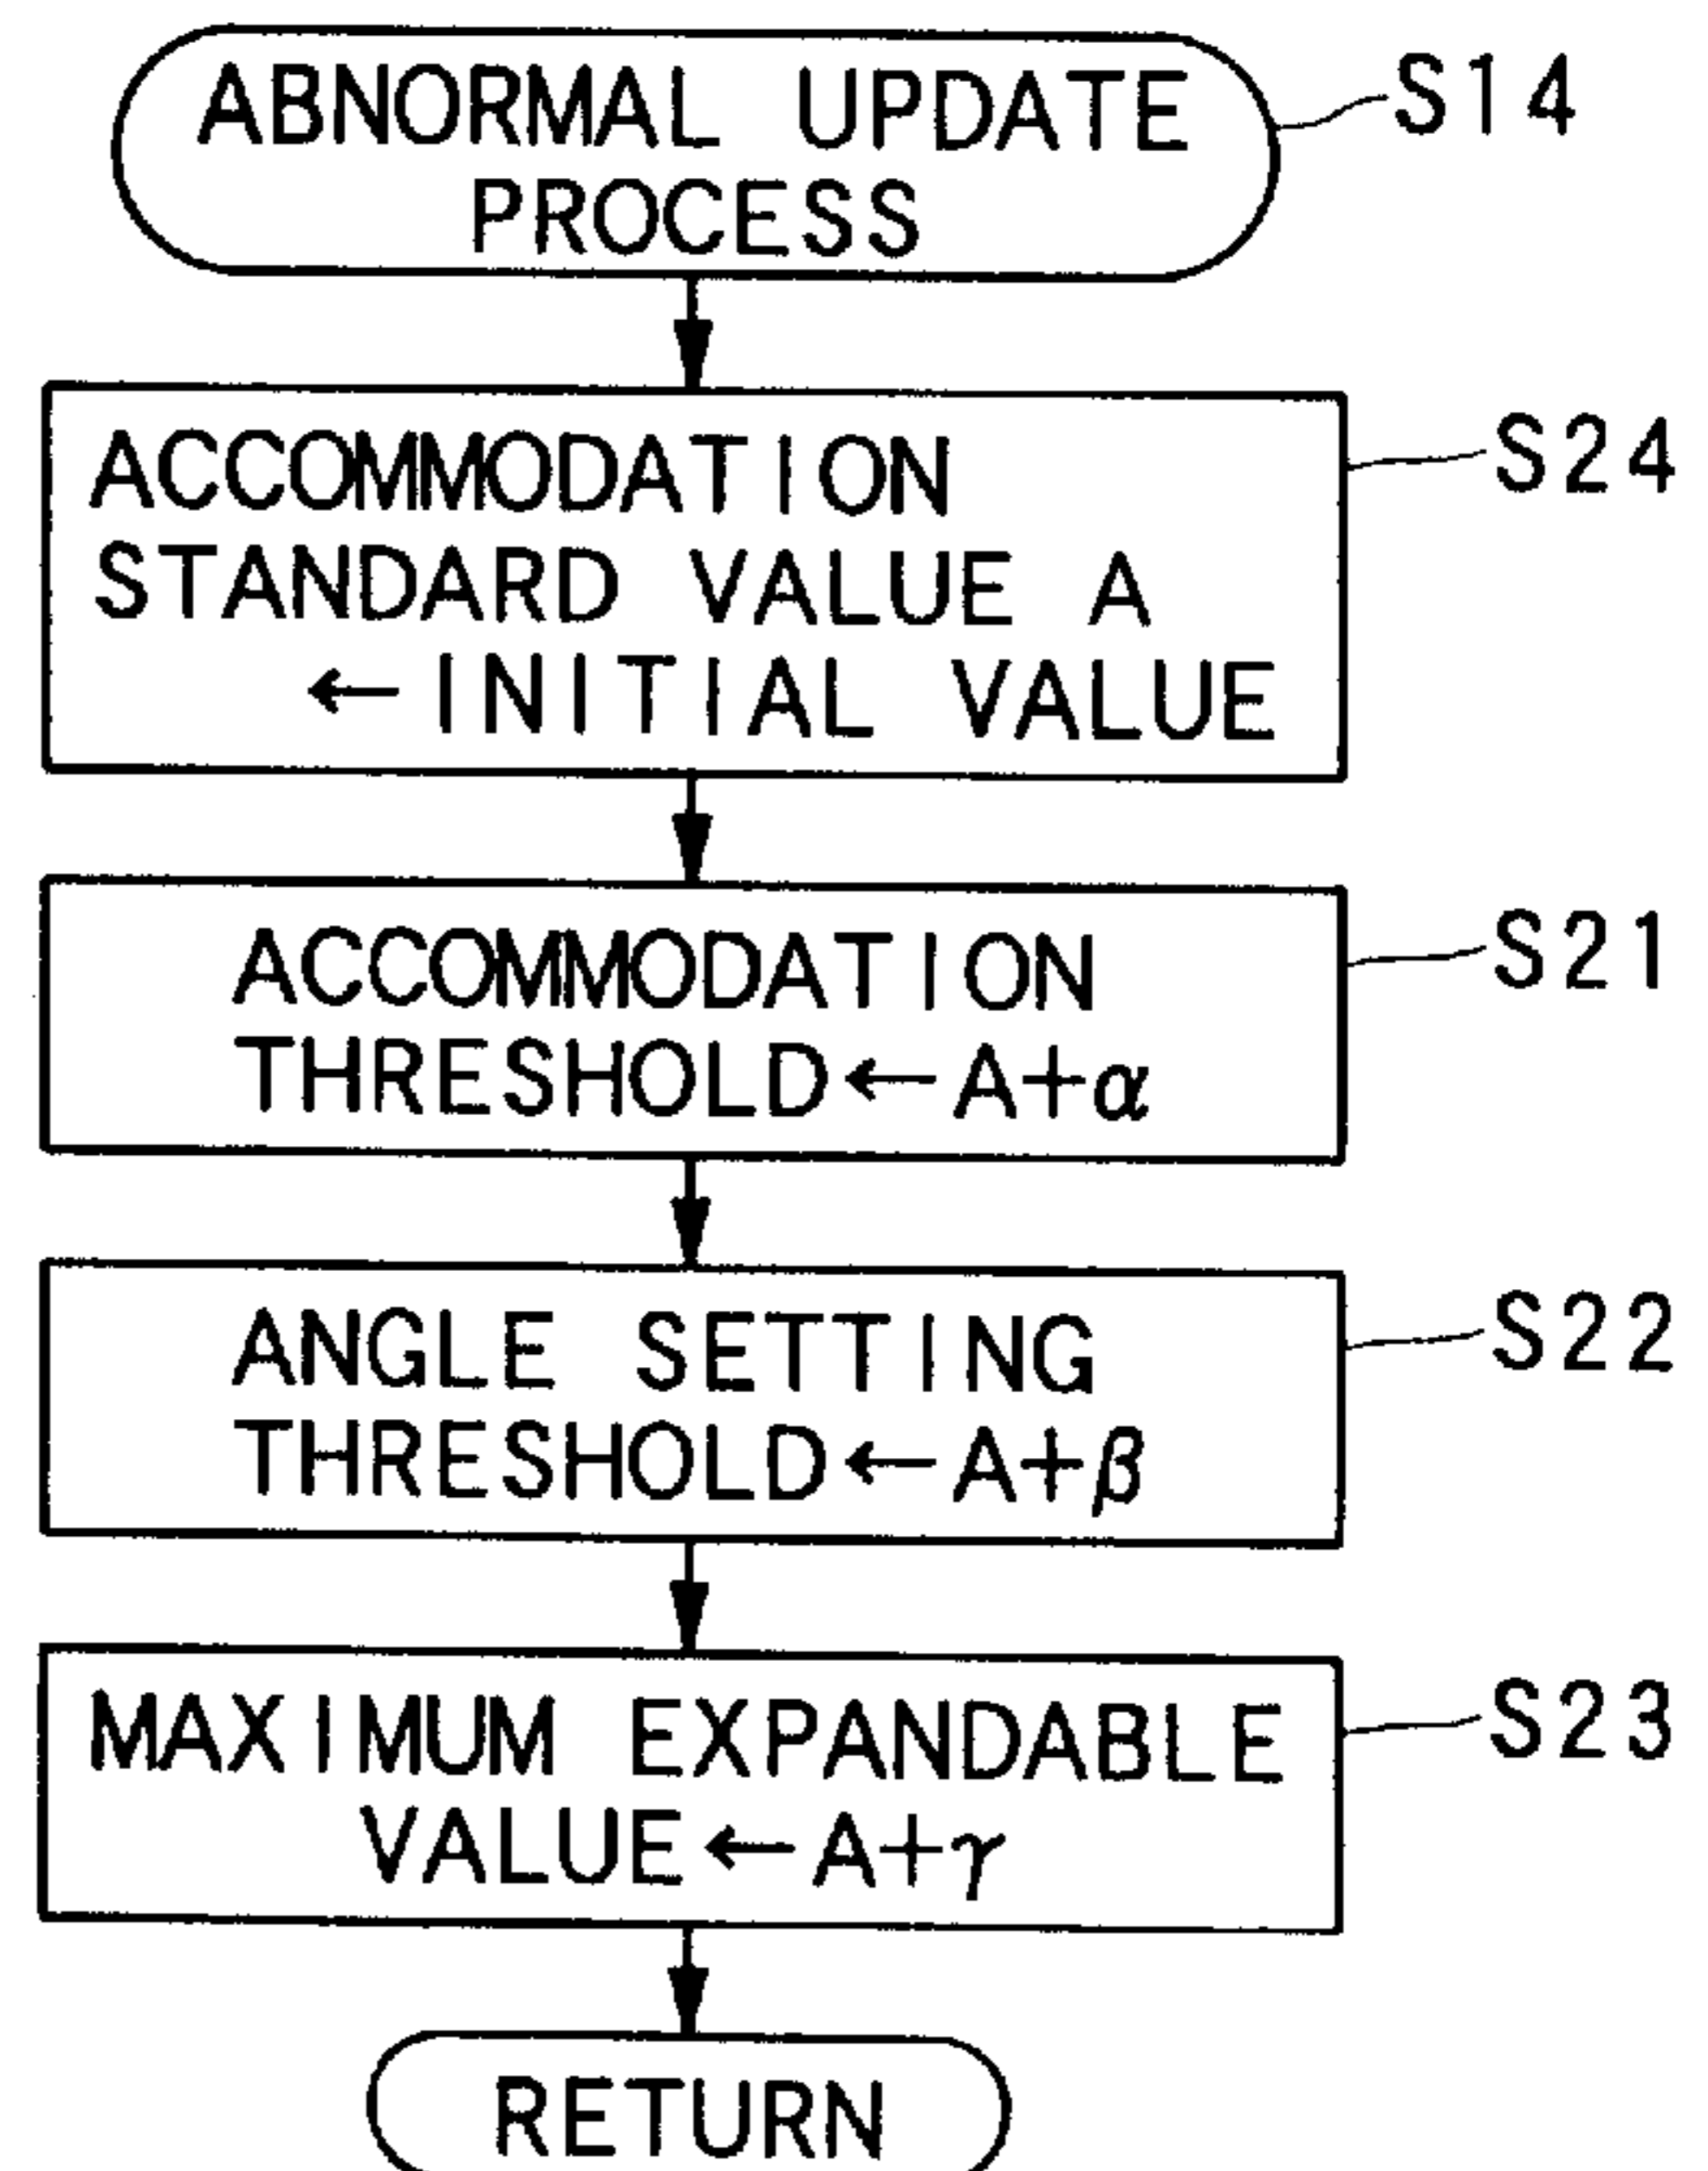 ABNORMAL UPDATE
PROCESS
S14
ACCOMMODATION
STANDARD VALUE A
← INITIAL VALUE
S24
ACCOMMODATION
THRESHOLD←A+α
S21
ANGLE SETTING
THRESHOLD←A+β
S22
MAXIMUM EXPANDABLE
VALUE←A+γ
S23
RETURN